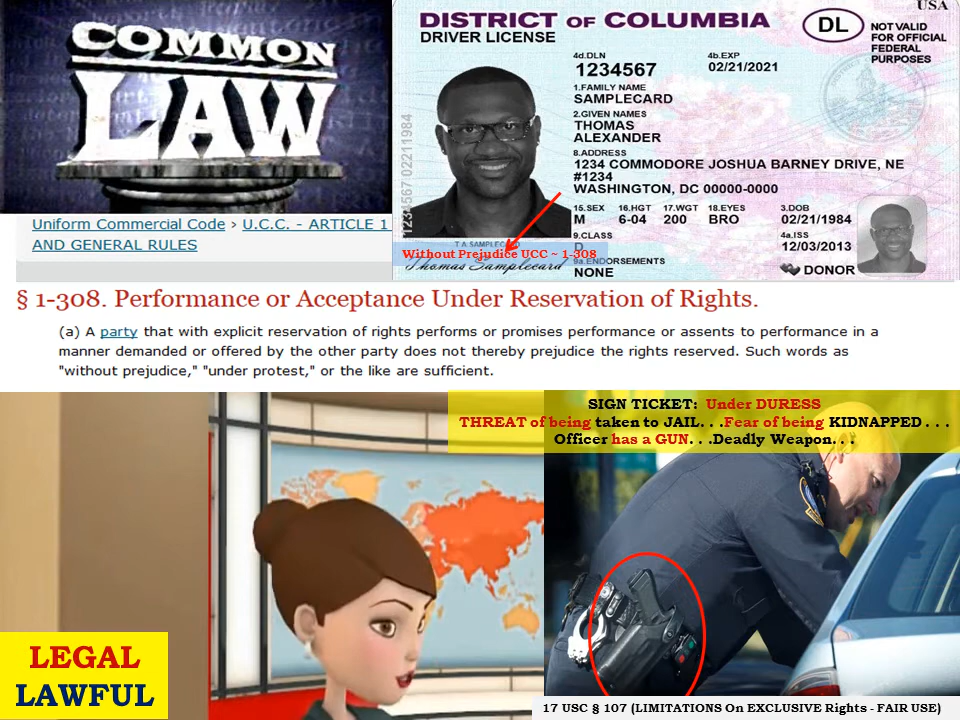 COMMON
LAW
USA
DISTRICT OF COLUMBIA
DRIVER LICENSE
DL
NOT VALID
FOR OFFICIAL
FEDERAL
PURPOSES
4d.DLN
1234567
4b.EXP
02/21/2021
1.FAMILY NAME
SAMPLECARD
2.GIVEN NAMES
THOMAS
ALEXANDER
8.ADDRESS
1234 COMMODORE JOSHUA BARNEY DRIVE, NE
#1234
WASHINGTON, DC 00000-0000
15.SEX 16.HGT 17.WGT 18.EYES 3.DOB
M 6-04 200 BRO 02/21/1984
9.CLASS
D
4a.ISS
12/03/2013
9a.ENDORSEMENTS
NONE
DONOR
1234567 02211984
T.A. SAMPLECARD
Without Prejudice UCC ~ 1-308
Thomas Samplecard
Uniform Commercial Code › U.C.C. - ARTICLE 1
AND GENERAL RULES
§ 1-308. Performance or Acceptance Under Reservation of Rights.
(a) A party that with explicit reservation of rights performs or promises performance or assents to performance in a
manner demanded or offered by the other party does not thereby prejudice the rights reserved. Such words as
"without prejudice," "under protest," or the like are sufficient.
SIGN TICKET: Under DURESS
THREAT of being taken to JAIL. . .Fear of being KIDNAPPED . . .
Officer has a GUN. . .Deadly Weapon. . .
LEGAL
LAWFUL
17 USC § 107 (LIMITATIONS On EXCLUSIVE Rights - FAIR USE)